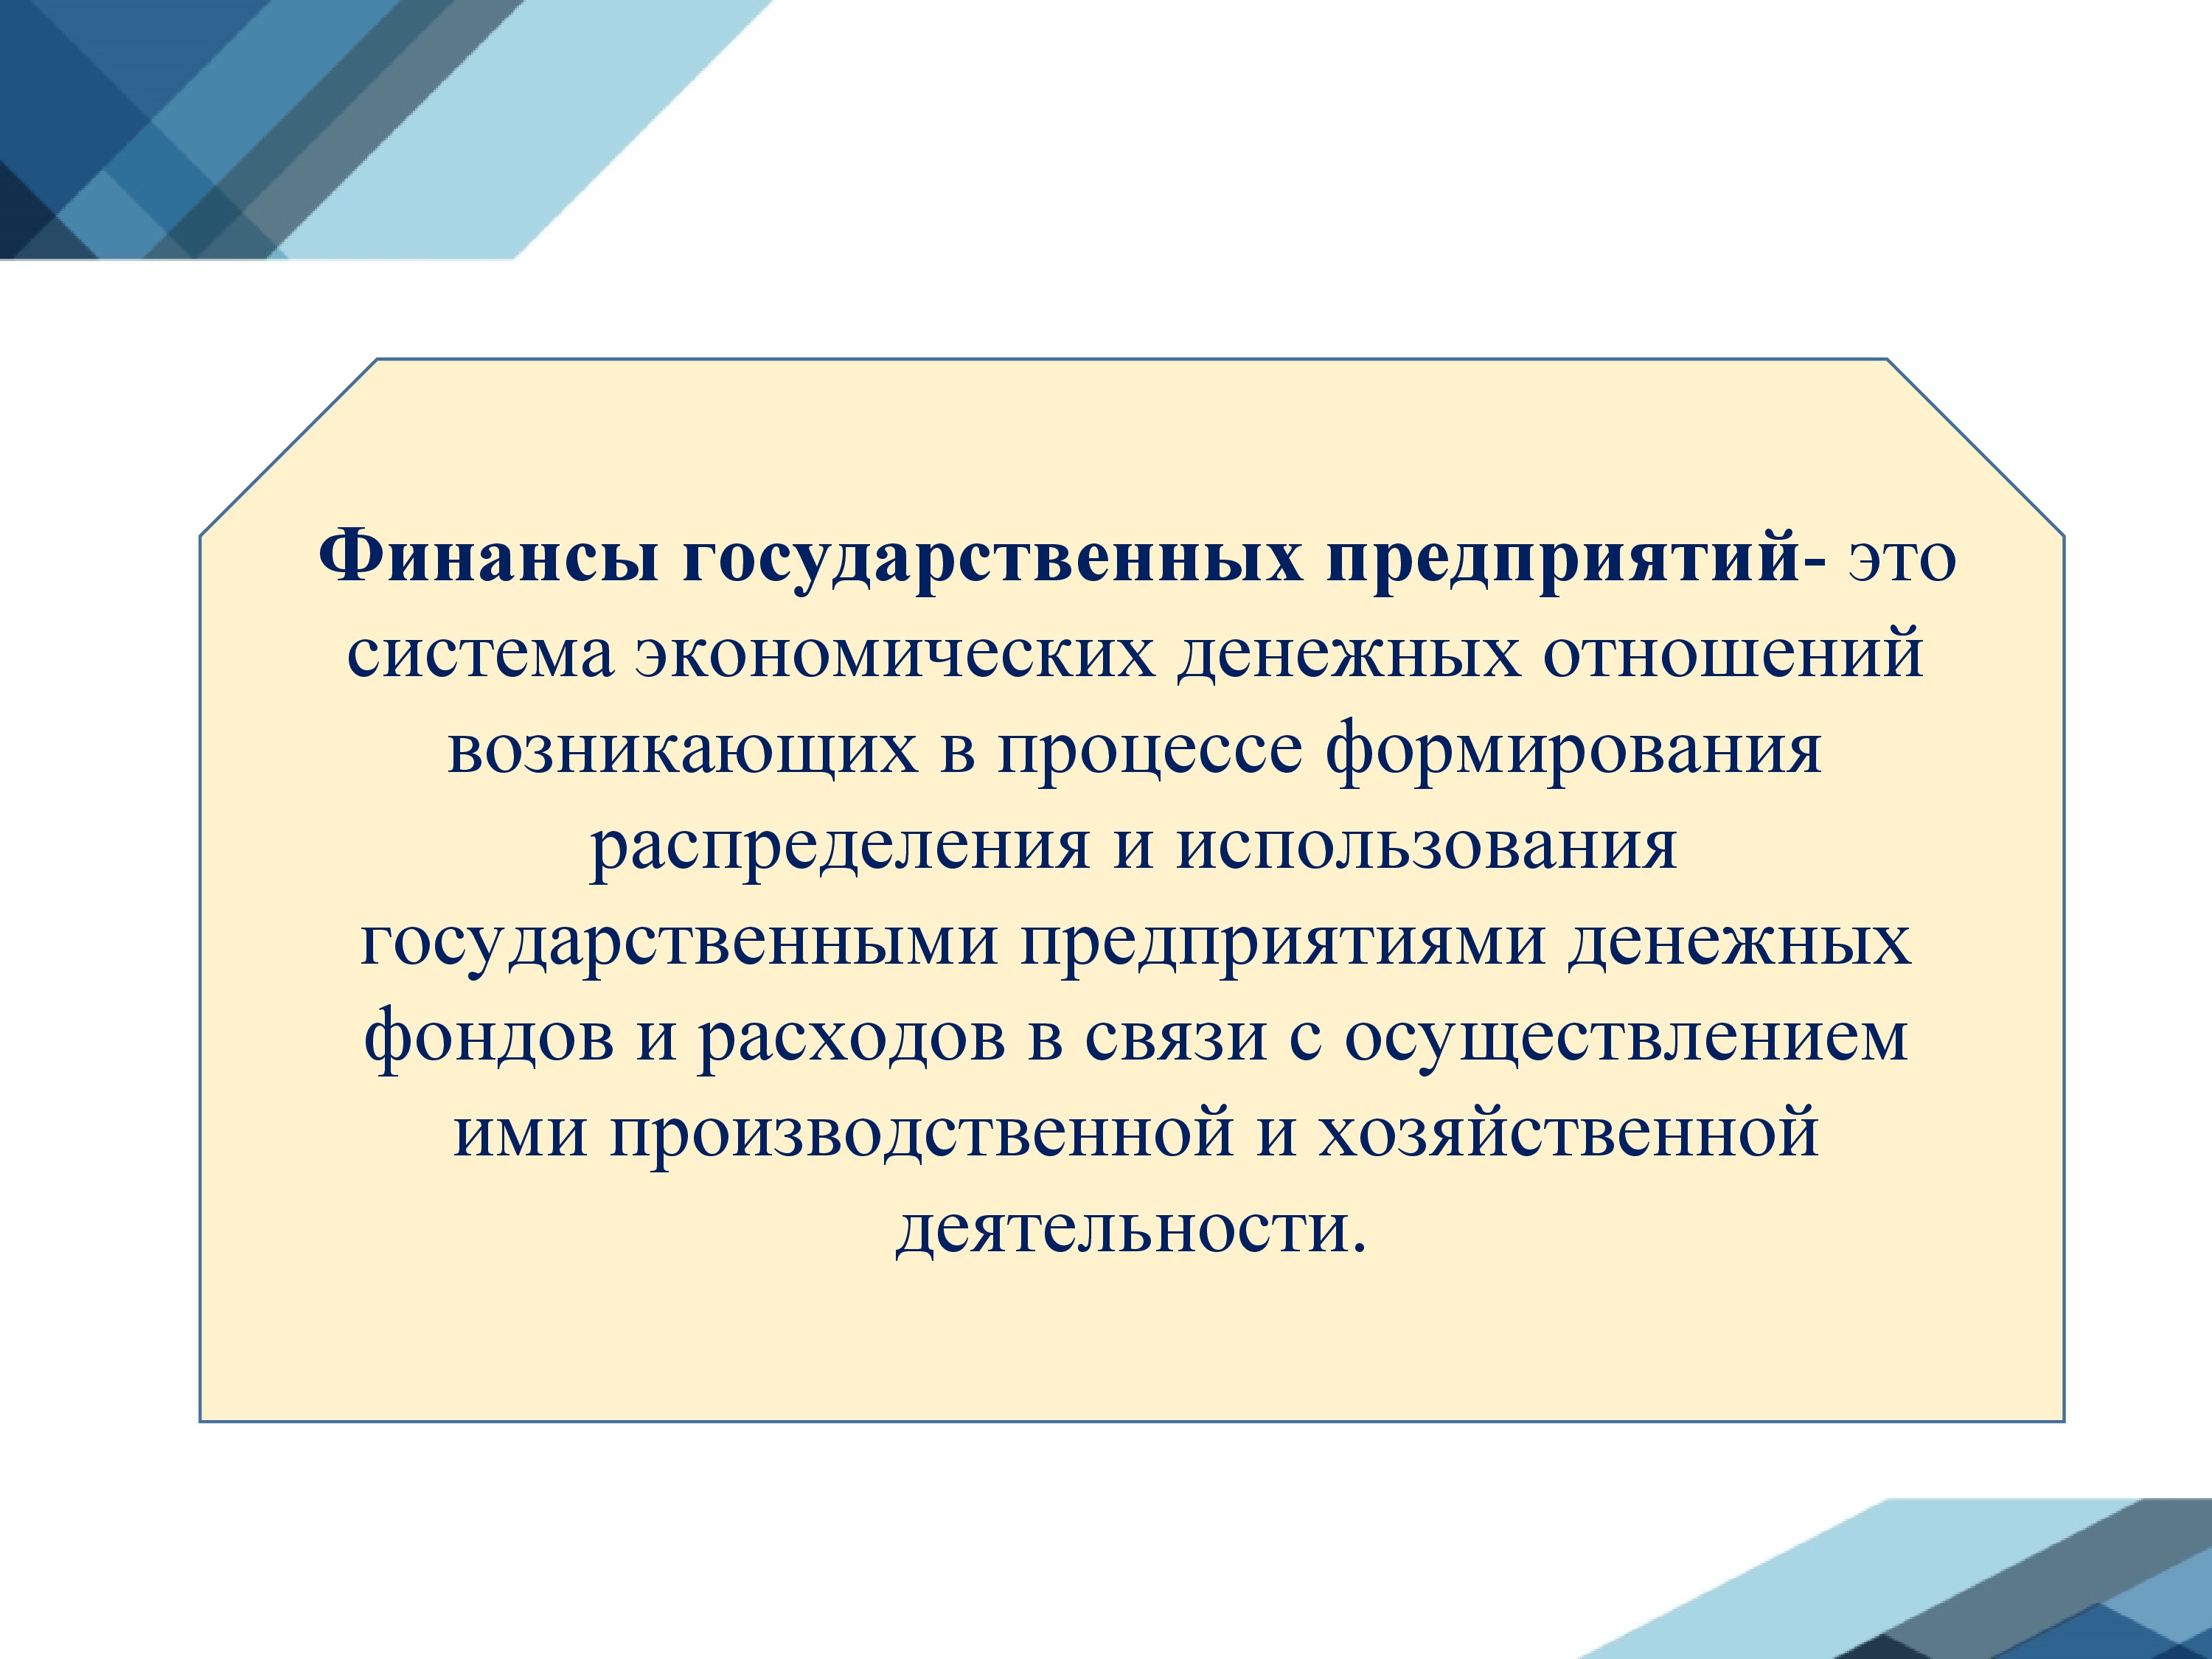 Финансы государственных предприятий- это
система экономических денежных отношений
возникающих в процессе формирования
распределения и использования
государственными предприятиями денежных
фондов и расходов в связи с осуществлением
ими производственной и хозяйственной
деятельности.